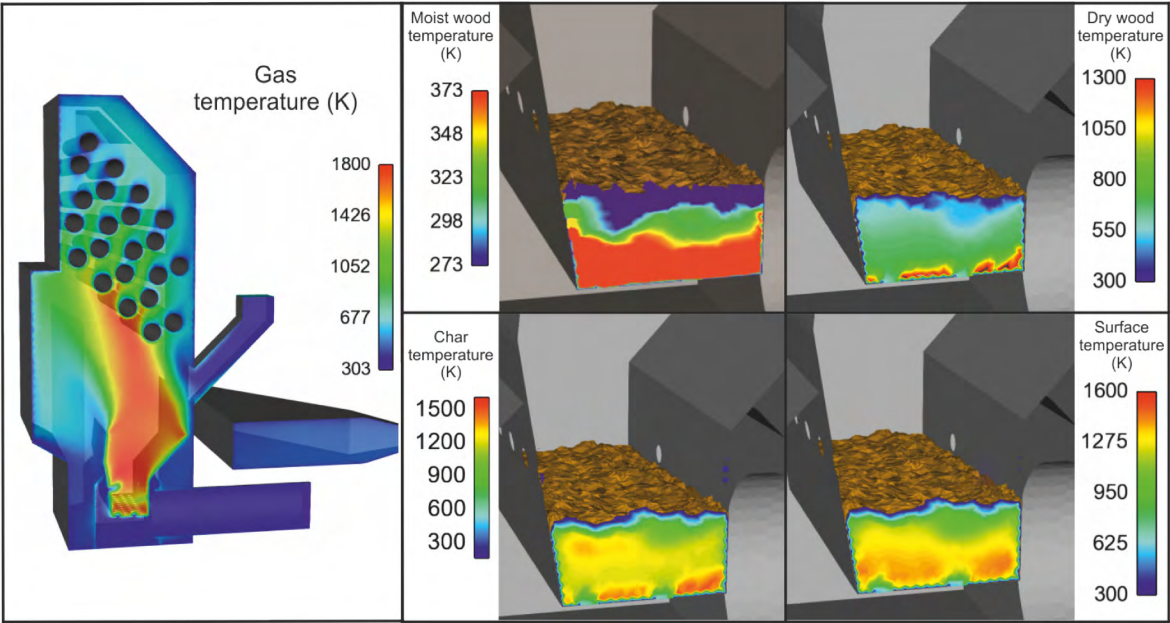 Gas
temperature (K)
1800
1426
1052
677
303
Moist wood
temperature
(K)
373
348
323
298
273
Dry wood
temperature
(K)
1300
1050
800
550
300
Char
temperature
(K)
1500
1200
900
600
300
Surface
temperature
(K)
1600
1275
950
625
300